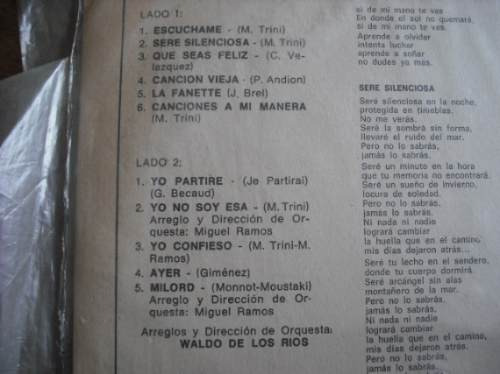 LADO 1:
1. ESCUCHAME - (M. Trini)
2. SERE SILENCIOSA - (M. Trini)
3. QUE SEAS FELIZ - (C. Ve-
lazquez)
4. CANCION VIEJA - (P. Andion)
5. LA FANETTE (J. Brel)
6. CANCIONES A MI MANERA
(M. Trini)
LADO 2:
1. YO PARTIRE - (Je Partirai)
(G. Becaud)
2. YO NO SOY ESA - (M. Trini)
Arreglo y Dirección de Or-
questa: Miguel Ramos
3. YO CONFIESO - (M. Trini-M.
Ramos)
4. AYER - (Giménez)
5. MILORD - (Monnot-Moustaki)
Arreglo y Dirección de Or-
questa: Miguel Ramos
Arreglos y Dirección de Orquesta:
WALDO DE LOS RIOS
si de mi mano te vas
En donde el sol no quemará,
si de mi mano te vas.
Aprende a olvidar
intenta luchar
aprende a soñar
no dudes yo más.
SERE SILENCIOSA
Seré silenciosa en la noche,
protegida en tinieblas.
No me verás.
Seré la sombra sin forma,
llevaré el ruido del mar.
Pero no lo sabrás,
jamás lo sabrás.
Seré un minuto en la hora
que tu memoria no encontrará.
Seré un sueño de invierno,
locura de soledad.
Pero no lo sabrás,
jamás lo sabrás.
Ni nada ni nadie
logrará cambiar
la huella que en el camino,
mis días dejaron atrás...
Seré tu lecho en el sendero,
donde tu cuerpo dormirá.
Seré arcángel sin alas
montañero de la mar.
Pero no lo sabrás,
jamás lo sabrás.
Ni nada ni nadie
logrará cambiar
la huella que en el camino,
mis días dejaron atrás.
Pero no lo sabrás,
jamás lo sabrás.